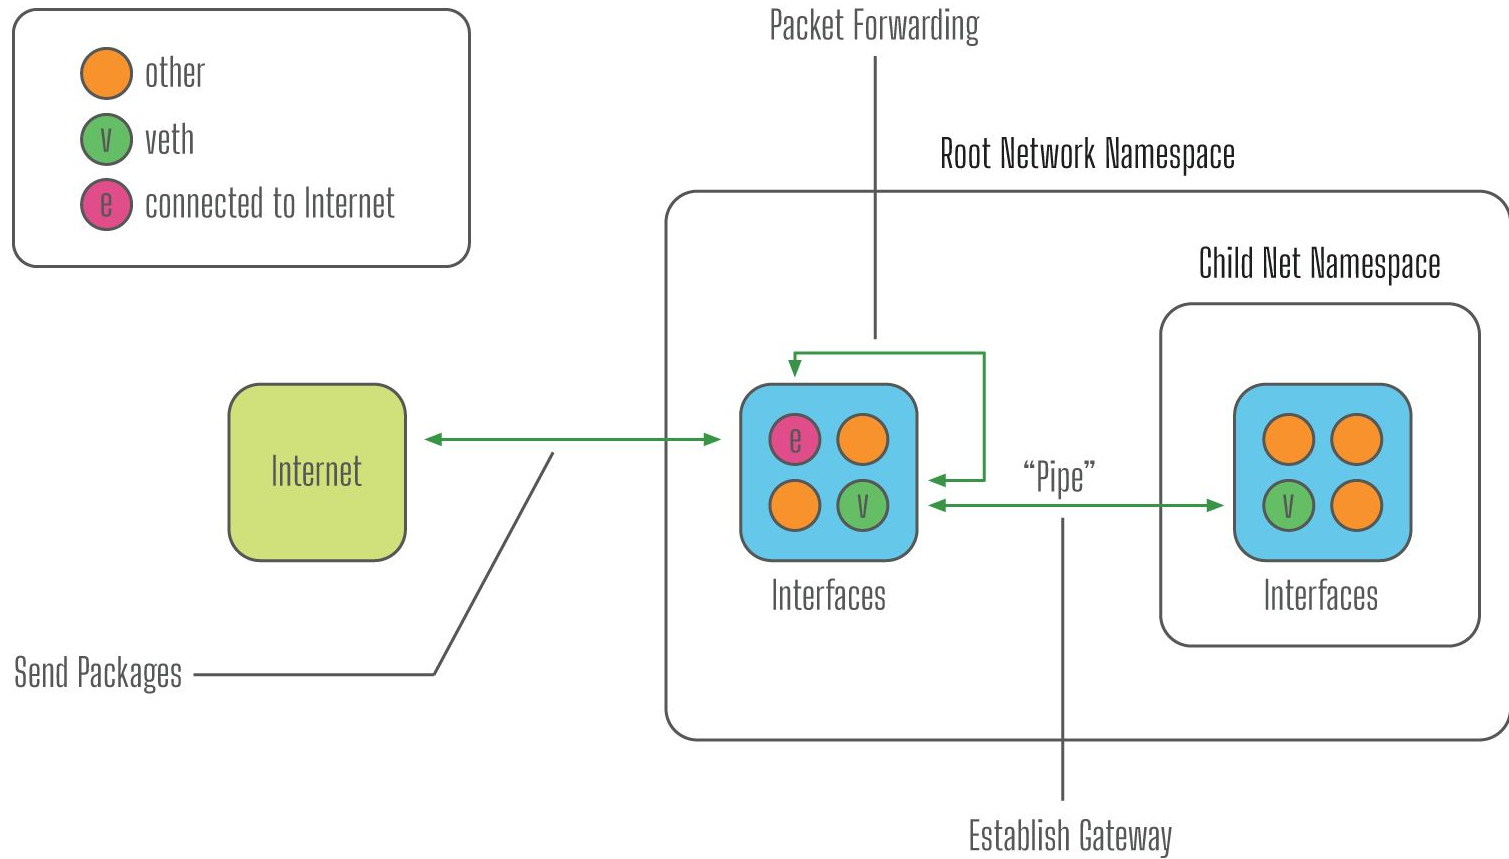 Packet Forwarding
other
v veth
e connected to Internet
Root Network Namespace
Child Net Namespace
Internet
e
v
"Pipe"
v
Interfaces
Interfaces
Send Packages
Establish Gateway